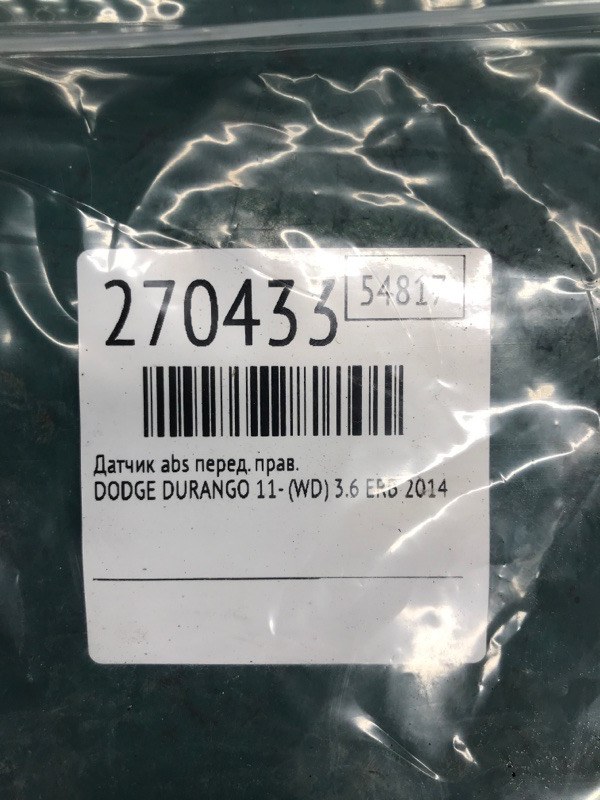 270433
54817
Датчик abs перед. прав.
DODGE DURANGO 11- (WD) 3.6 ERB 2014